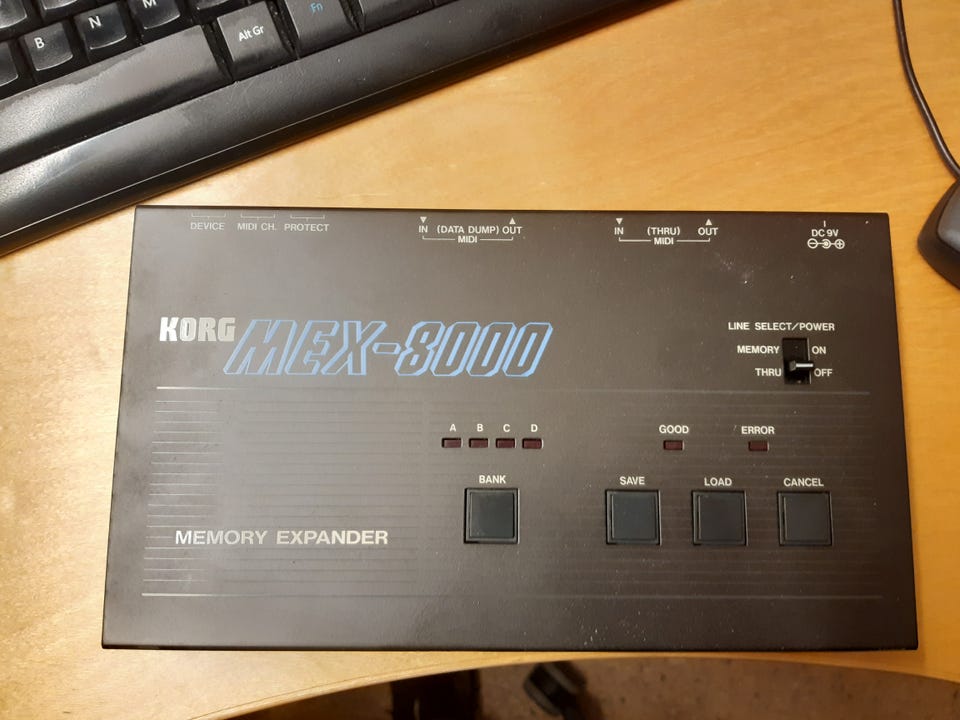 B
N
M
Alt Gr
Fn
DEVICE MIDI CH. PROTECT
IN (DATA DUMP) OUT
MIDI
IN (THRU) OUT
MIDI
DC 9V
KORG MEX-8000
LINE SELECT/POWER
MEMORY ON
THRU OFF
A B C D
GOOD ERROR
BANK SAVE LOAD CANCEL
MEMORY EXPANDER